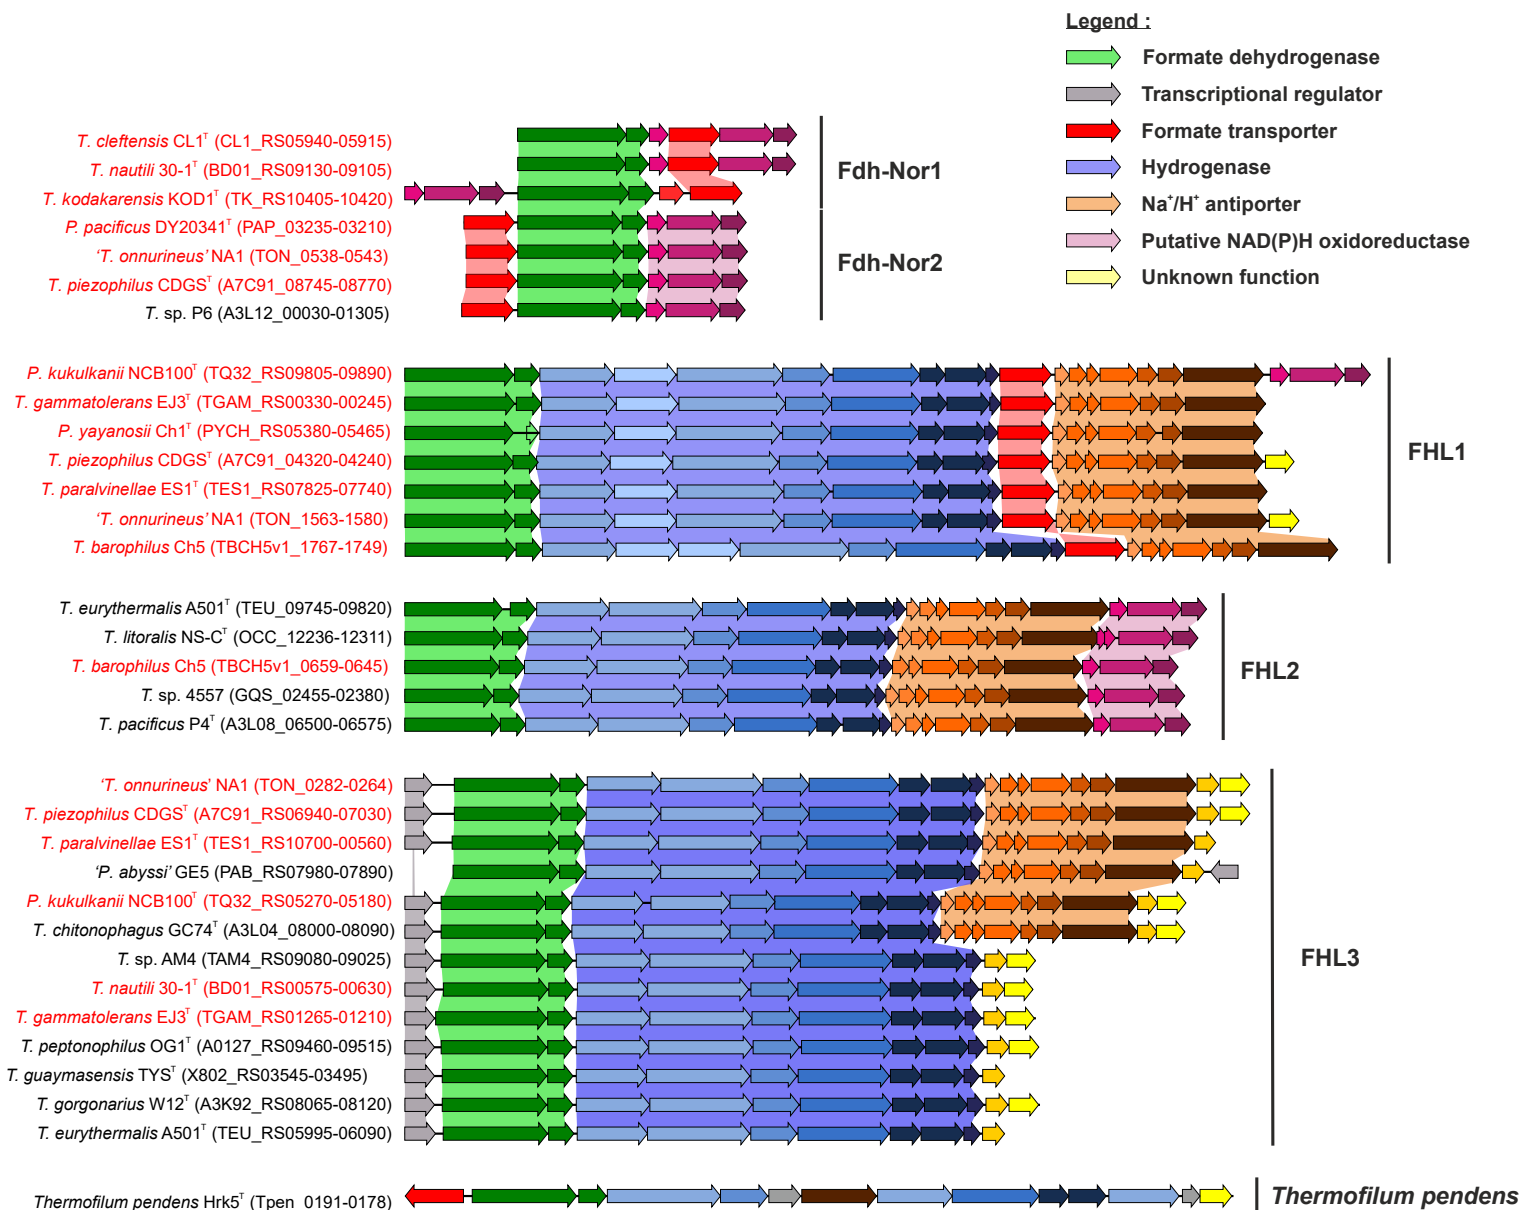 Legend :
Formate dehydrogenase
Transcriptional regulator
Formate transporter
Hydrogenase
Na⁺/H⁺ antiporter
Putative NAD(P)H oxidoreductase
Unknown function
T. cleftensis CL1ᵀ (CL1_RS05940-05915)
T. nautili 30-1ᵀ (BD01_RS09130-09105)
T. kodakarensis KOD1ᵀ (TK_RS10405-10420)
Fdh-Nor1
P. pacificus DY20341ᵀ (PAP_03235-03210)
'T. onnurineus' NA1 (TON_0538-0543)
T. piezophilus CDGSᵀ (A7C91_08745-08770)
T. sp. P6 (A3L12_00030-01305)
Fdh-Nor2
P. kukulkanii NCB100ᵀ (TQ32_RS09805-09890)
T. gammatolerans EJ3ᵀ (TGAM_RS00330-00245)
P. yayanosii Ch1ᵀ (PYCH_RS05380-05465)
T. piezophilus CDGSᵀ (A7C91_04320-04240)
T. paralvinellae ES1ᵀ (TES1_RS07825-07740)
'T. onnurineus' NA1 (TON_1563-1580)
T. barophilus Ch5 (TBCH5v1_1767-1749)
FHL1
T. eurythermalis A501ᵀ (TEU_09745-09820)
T. litoralis NS-Cᵀ (OCC_12236-12311)
T. barophilus Ch5 (TBCH5v1_0659-0645)
T. sp. 4557 (GQS_02455-02380)
T. pacificus P4ᵀ (A3L08_06500-06575)
FHL2
'T. onnurineus' NA1 (TON_0282-0264)
T. piezophilus CDGSᵀ (A7C91_RS06940-07030)
T. paralvinellae ES1ᵀ (TES1_RS10700-00560)
'P. abyssi' GE5 (PAB_RS07980-07890)
P. kukulkanii NCB100ᵀ (TQ32_RS05270-05180)
T. chitonophagus GC74ᵀ (A3L04_08000-08090)
T. sp. AM4 (TAM4_RS09080-09025)
T. nautili 30-1ᵀ (BD01_RS00575-00630)
T. gammatolerans EJ3ᵀ (TGAM_RS01265-01210)
T. peptonophilus OG1ᵀ (A0127_RS09460-09515)
T. guaymasensis TYSᵀ (X802_RS03545-03495)
T. gorgonarius W12ᵀ (A3K92_RS08065-08120)
T. eurythermalis A501ᵀ (TEU_RS05995-06090)
FHL3
Thermofilum pendens Hrk5ᵀ (Tpen_0191-0178)
Thermofilum pendens